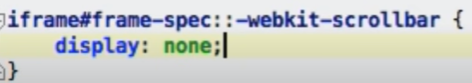 iframe#frame-spec::-webkit-scrollbar {
display: none;
}